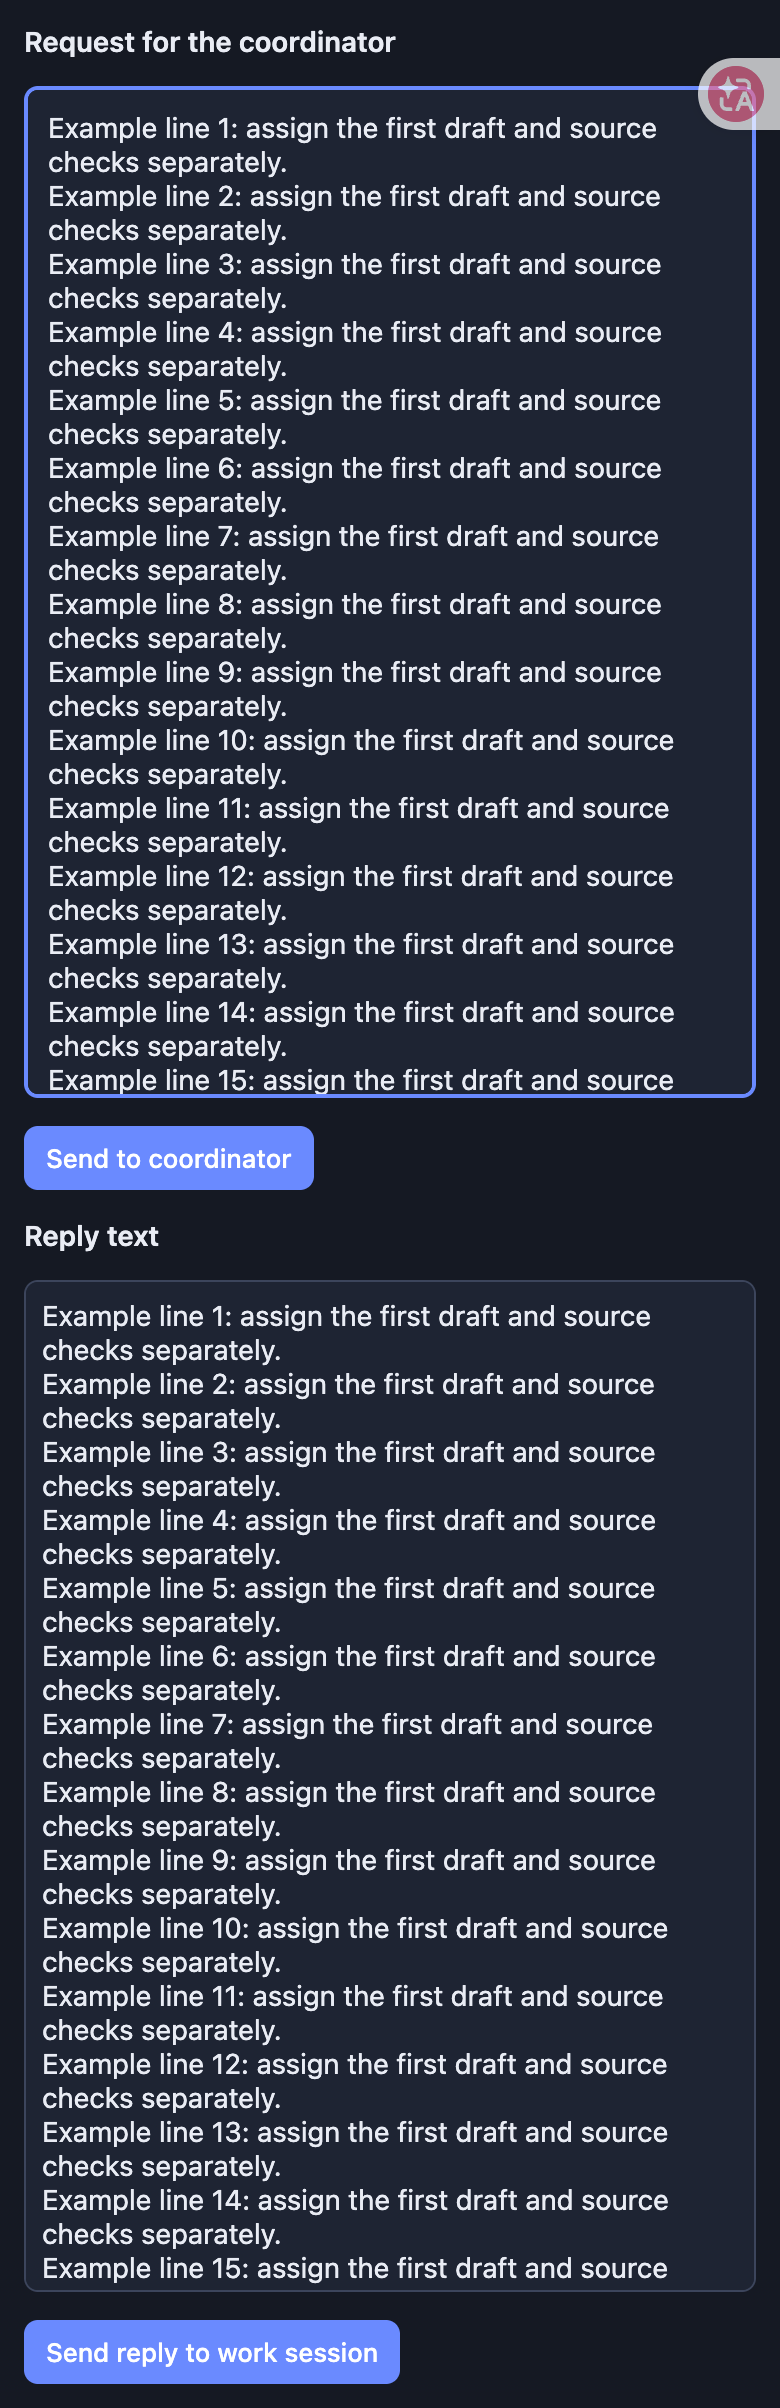 Request for the coordinator
Example line 1: assign the first draft and source
checks separately.
Example line 2: assign the first draft and source
checks separately.
Example line 3: assign the first draft and source
checks separately.
Example line 4: assign the first draft and source
checks separately.
Example line 5: assign the first draft and source
checks separately.
Example line 6: assign the first draft and source
checks separately.
Example line 7: assign the first draft and source
checks separately.
Example line 8: assign the first draft and source
checks separately.
Example line 9: assign the first draft and source
checks separately.
Example line 10: assign the first draft and source
checks separately.
Example line 11: assign the first draft and source
checks separately.
Example line 12: assign the first draft and source
checks separately.
Example line 13: assign the first draft and source
checks separately.
Example line 14: assign the first draft and source
checks separately.
Example line 15: assign the first draft and source
Send to coordinator
Reply text
Example line 1: assign the first draft and source
checks separately.
Example line 2: assign the first draft and source
checks separately.
Example line 3: assign the first draft and source
checks separately.
Example line 4: assign the first draft and source
checks separately.
Example line 5: assign the first draft and source
checks separately.
Example line 6: assign the first draft and source
checks separately.
Example line 7: assign the first draft and source
checks separately.
Example line 8: assign the first draft and source
checks separately.
Example line 9: assign the first draft and source
checks separately.
Example line 10: assign the first draft and source
checks separately.
Example line 11: assign the first draft and source
checks separately.
Example line 12: assign the first draft and source
checks separately.
Example line 13: assign the first draft and source
checks separately.
Example line 14: assign the first draft and source
checks separately.
Example line 15: assign the first draft and source
Send reply to work session